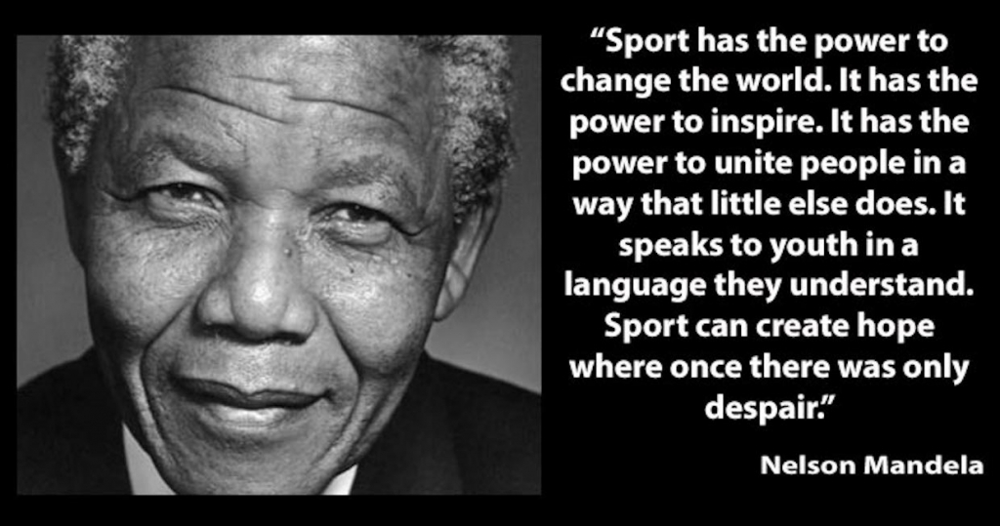 “Sport has the power to
change the world. It has the
power to inspire. It has the
power to unite people in a
way that little else does. It
speaks to youth in a
language they understand.
Sport can create hope
where once there was only
despair.”
Nelson Mandela